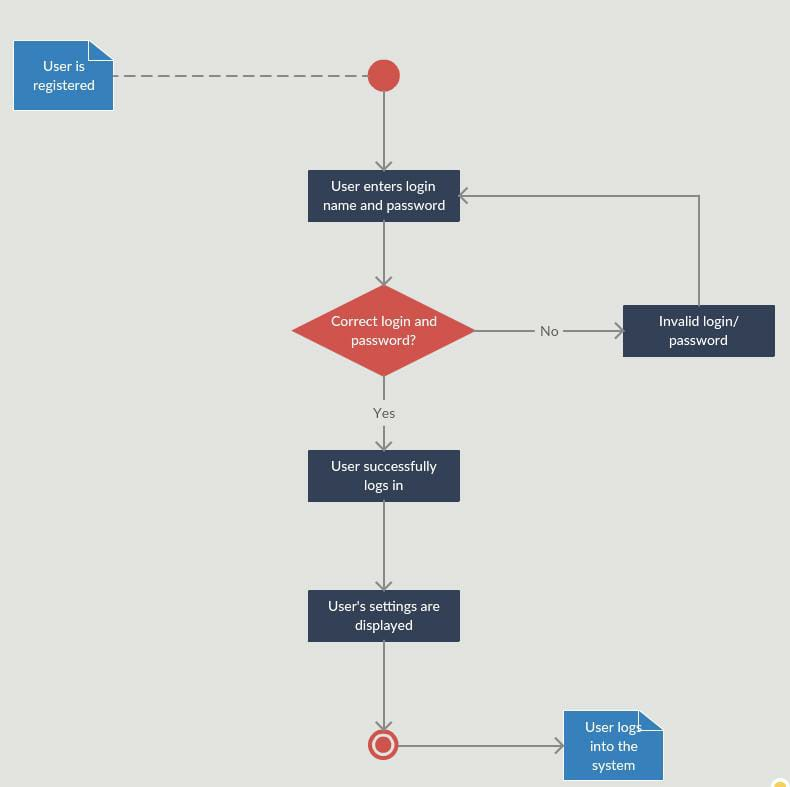 User is
registered
User enters login
name and password
Correct login and
password?
No
Invalid login/
password
Yes
User successfully
logs in
User's settings are
displayed
User logs
into the
system